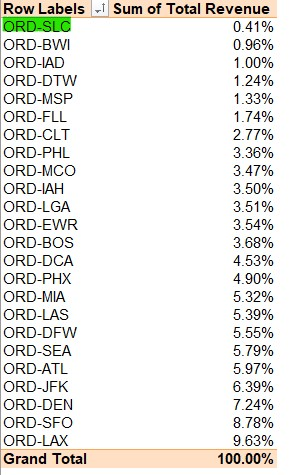 Row Labels Sum of Total Revenue
ORD-SLC 0.41%
ORD-BWI 0.96%
ORD-IAD 1.00%
ORD-DTW 1.24%
ORD-MSP 1.33%
ORD-FLL 1.74%
ORD-CLT 2.77%
ORD-PHL 3.36%
ORD-MCO 3.47%
ORD-IAH 3.50%
ORD-LGA 3.51%
ORD-EWR 3.54%
ORD-BOS 3.68%
ORD-DCA 4.53%
ORD-PHX 4.90%
ORD-MIA 5.32%
ORD-LAS 5.39%
ORD-DFW 5.55%
ORD-SEA 5.79%
ORD-ATL 5.97%
ORD-JFK 6.39%
ORD-DEN 7.24%
ORD-SFO 8.78%
ORD-LAX 9.63%
Grand Total 100.00%